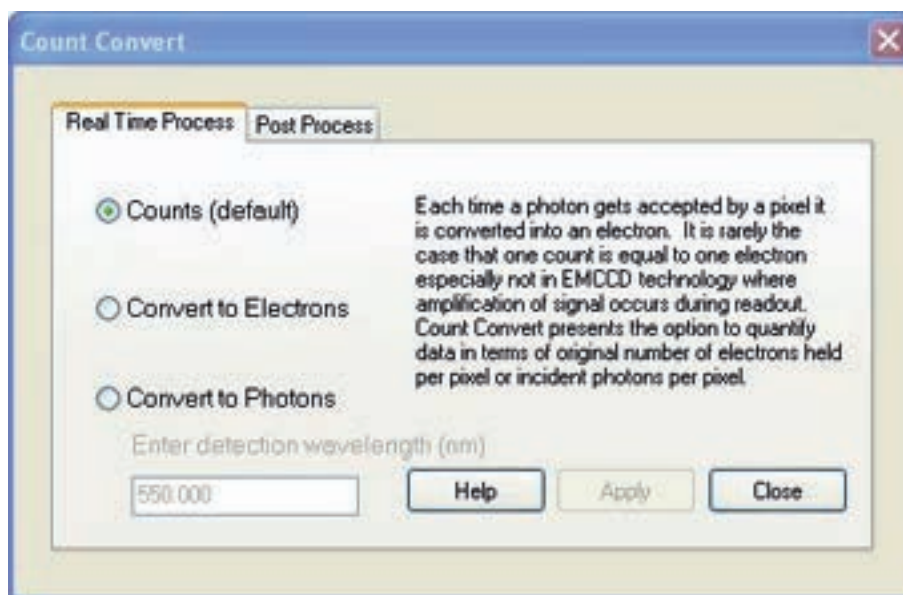 Count Convert
Real Time Process
Post Process
Counts (default)
Each time a photon gets accepted by a pixel it
is converted into an electron. It is rarely the
case that one count is equal to one electron
especially not in EMCCD technology where
amplification of signal occurs during readout.
Count Convert presents the option to quantify
data in terms of original number of electrons held
per pixel or incident photons per pixel.
Convert to Electrons
Convert to Photons
Enter detection wavelength (nm)
550.000
Help
Apply
Close